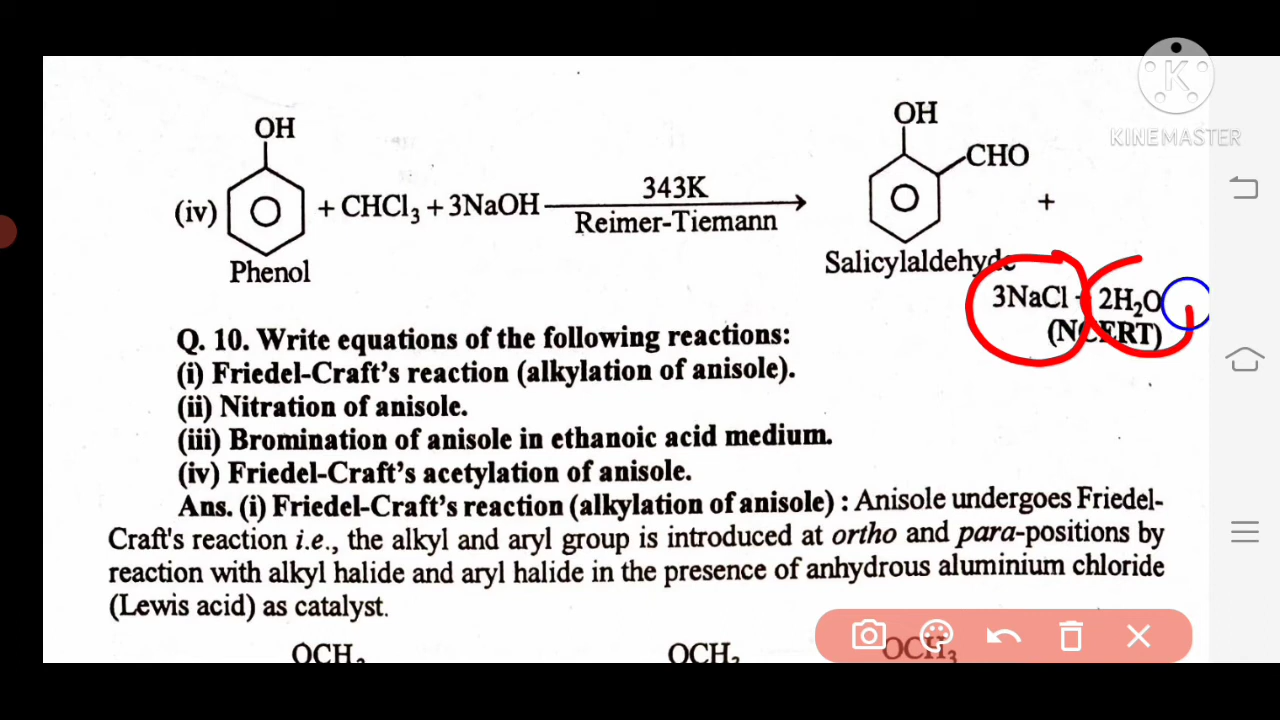 K
KINEMASTER
OH
OH
CHO
(iv) + CHCl₃ + 3NaOH 343K +
Reimer-Tiemann
Phenol
Salicylaldehyde
3NaCl + 2H₂O
(NCERT)
Q. 10. Write equations of the following reactions:
(i) Friedel-Craft's reaction (alkylation of anisole).
(ii) Nitration of anisole.
(iii) Bromination of anisole in ethanoic acid medium.
(iv) Friedel-Craft's acetylation of anisole.
Ans. (i) Friedel-Craft's reaction (alkylation of anisole) : Anisole undergoes Friedel-
Craft's reaction i.e., the alkyl and aryl group is introduced at ortho and para-positions by
reaction with alkyl halide and aryl halide in the presence of anhydrous aluminium chloride
(Lewis acid) as catalyst.
OCH₃ OCH₃ OCH₃